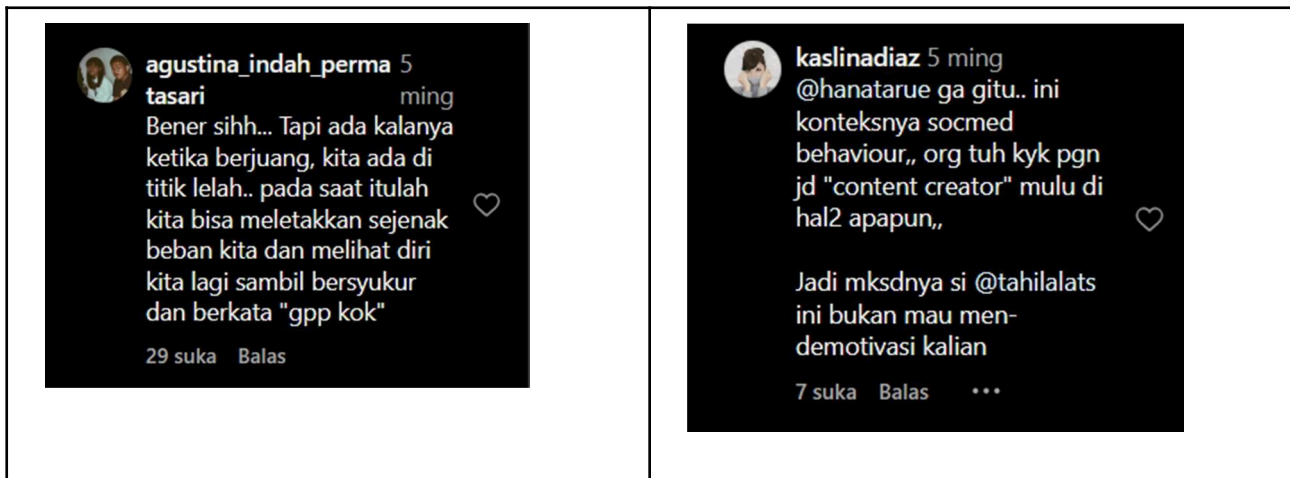 agustina_indah_perma 5
tasari ming
Bener sihh... Tapi ada kalanya
ketika berjuang, kita ada di
titik lelah.. pada saat itulah
kita bisa meletakkan sejenak
beban kita dan melihat diri
kita lagi sambil bersyukur
dan berkata "gpp kok"
29 suka Balas
kaslinadiaz 5 ming
@hanatarue ga gitu.. ini
konteksnya socmed
behaviour,, org tuh kyk pgn
jd "content creator" mulu di
hal2 apapun,,
Jadi mksdnya si @tahilalats
ini bukan mau men-
demotivasi kalian
7 suka Balas •••